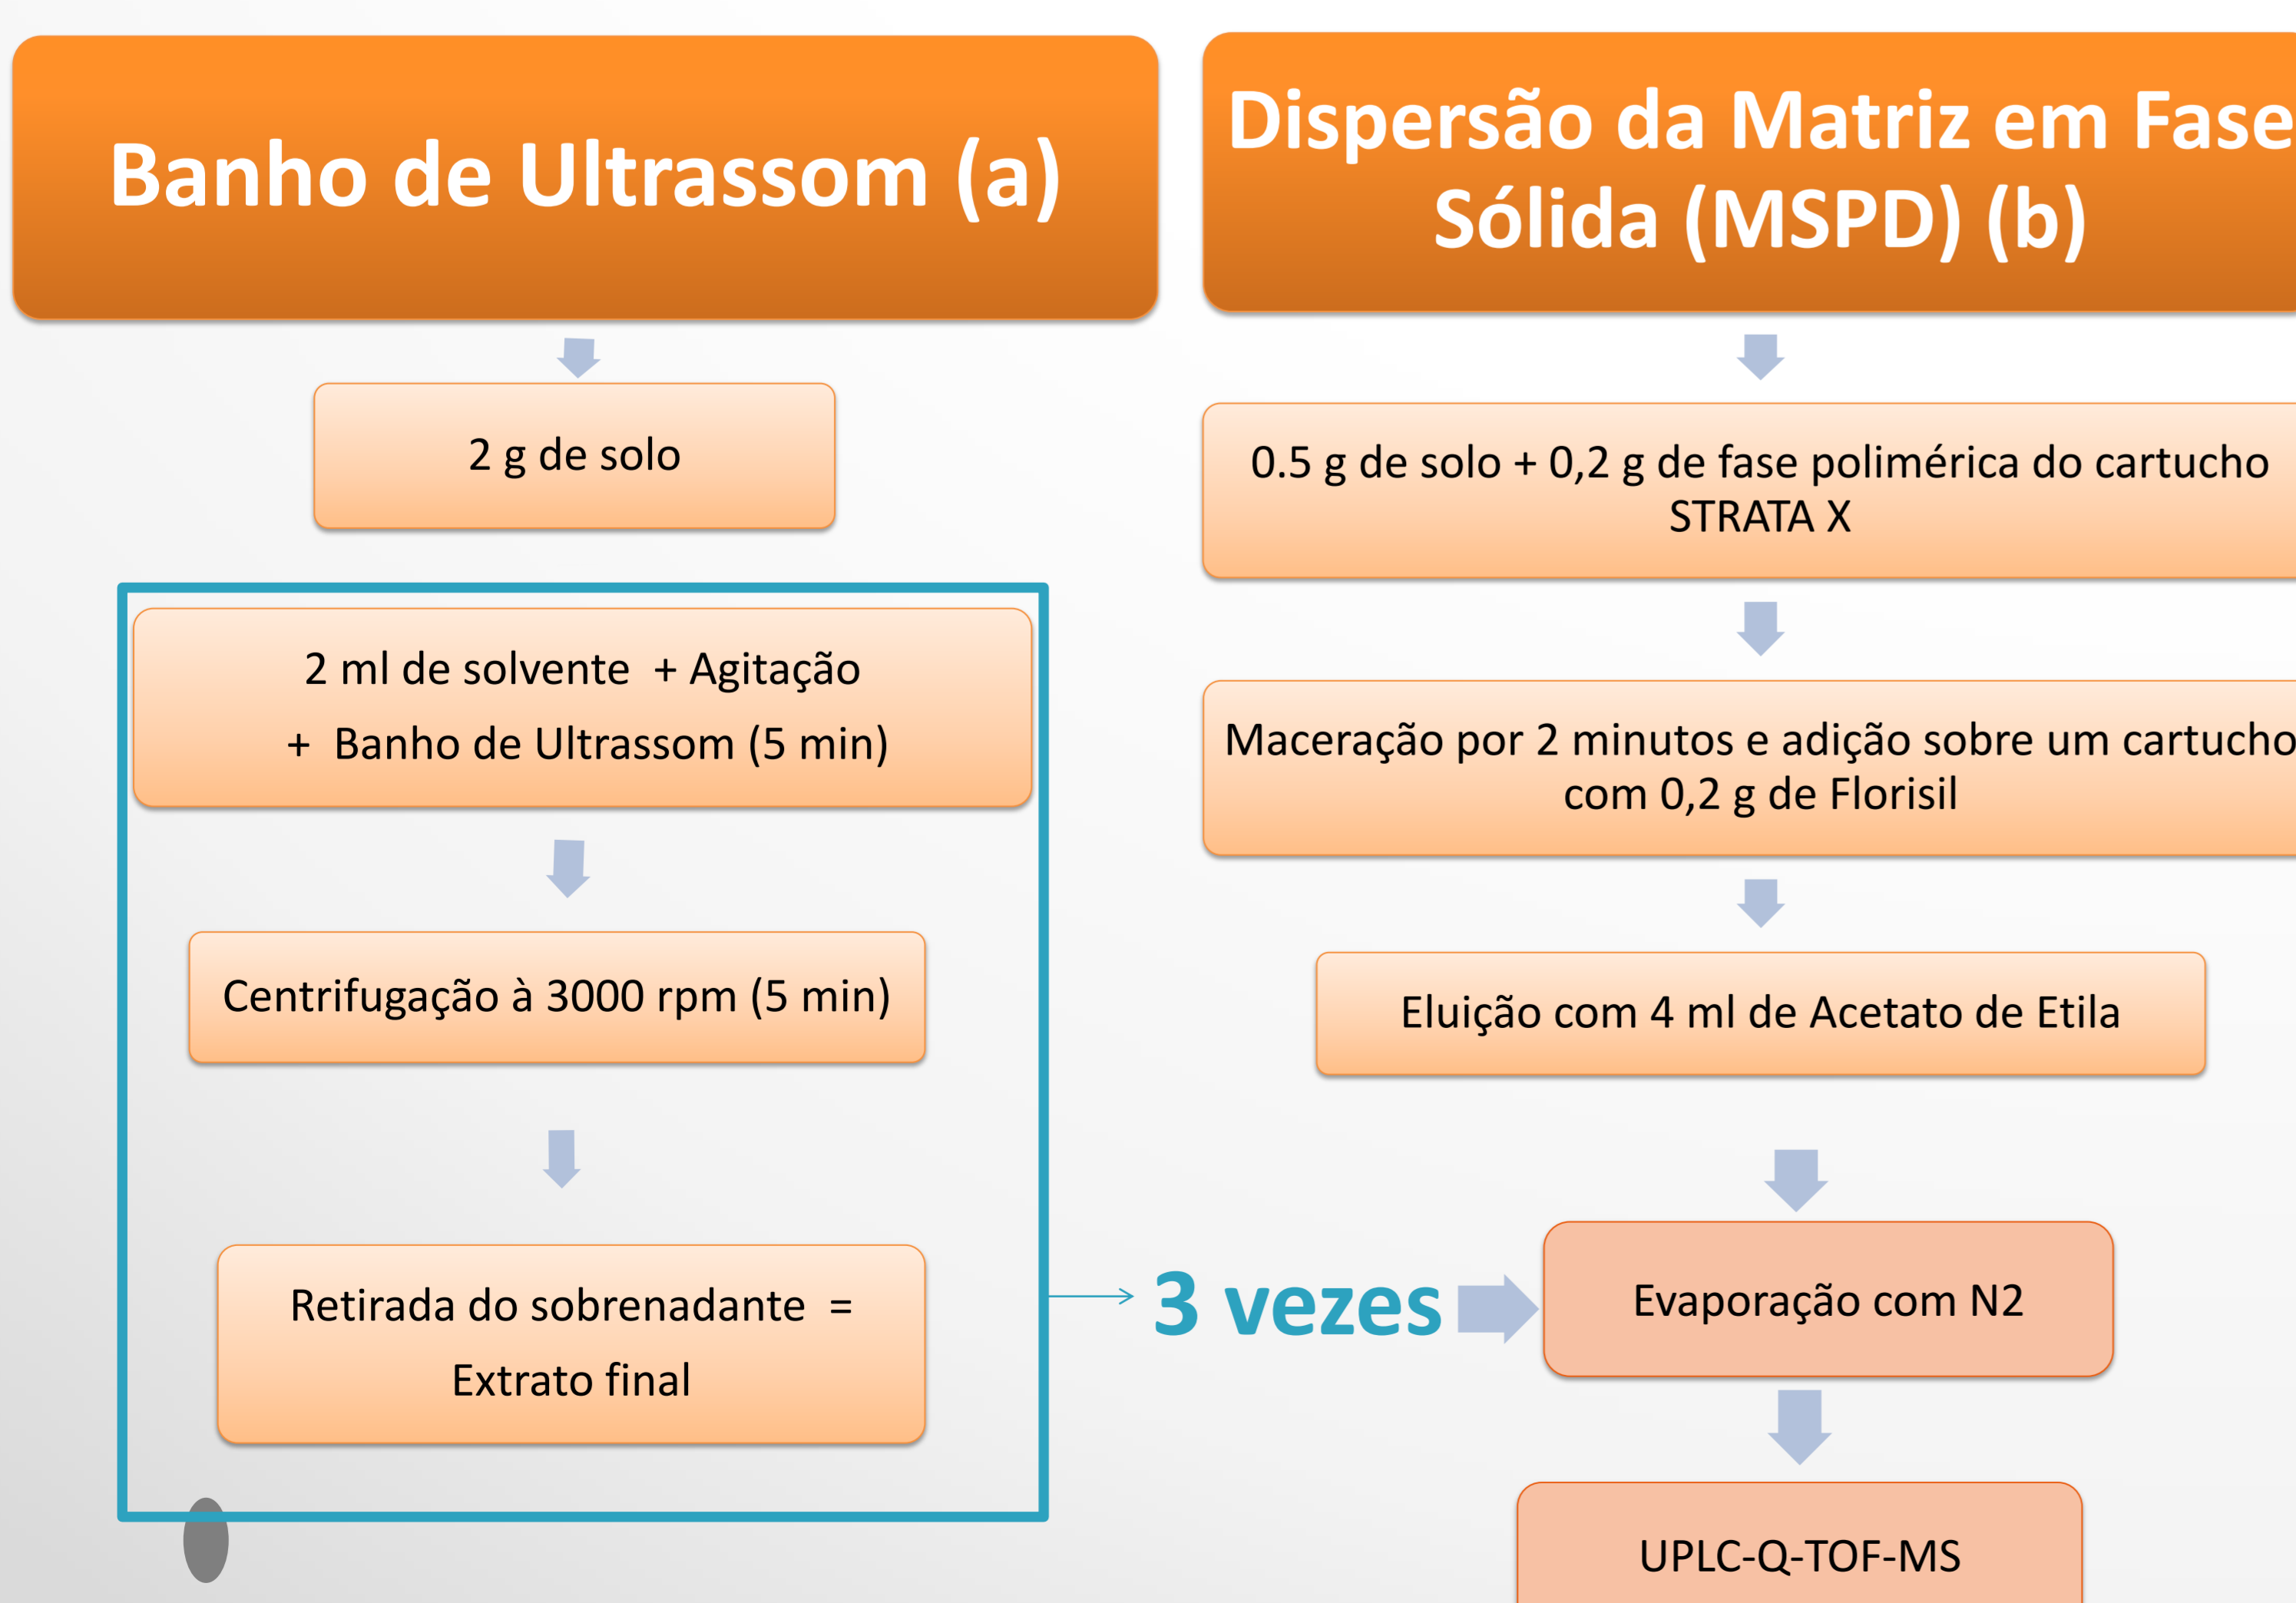 Banho de Ultrassom (a)
2 g de solo
2 ml de solvente + Agitação
+ Banho de Ultrassom (5 min)
Centrifugação à 3000 rpm (5 min)
Retirada do sobrenadante =
Extrato final
3 vezes
Dispersão da Matriz em Fase
Sólida (MSPD) (b)
0.5 g de solo + 0,2 g de fase polimérica do cartucho
STRATA X
Maceração por 2 minutos e adição sobre um cartucho
com 0,2 g de Florisil
Eluição com 4 ml de Acetato de Etila
Evaporação com N2
UPLC-Q-TOF-MS